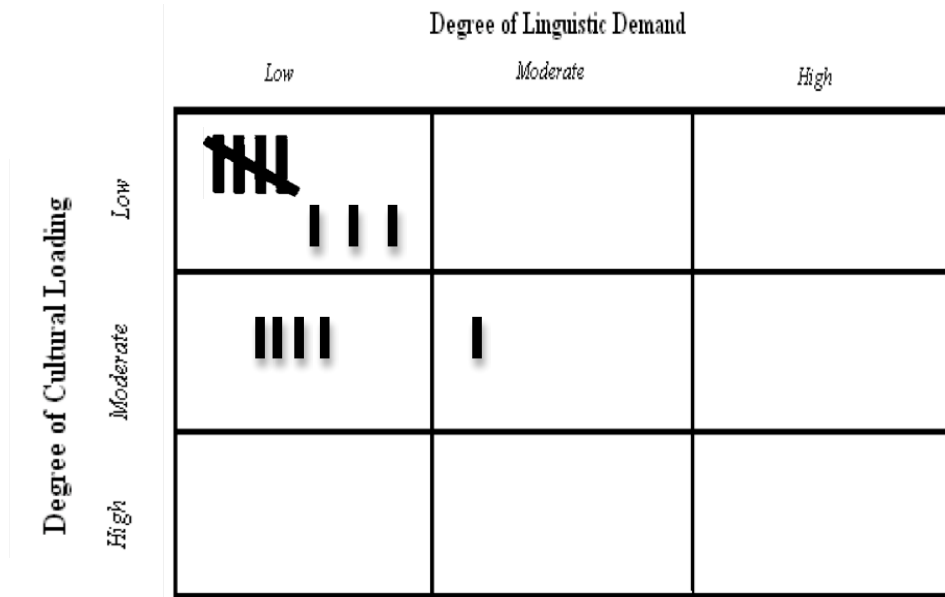 Degree of Linguistic Demand
Low
Moderate
High
Degree of Cultural Loading
Low
Moderate
High